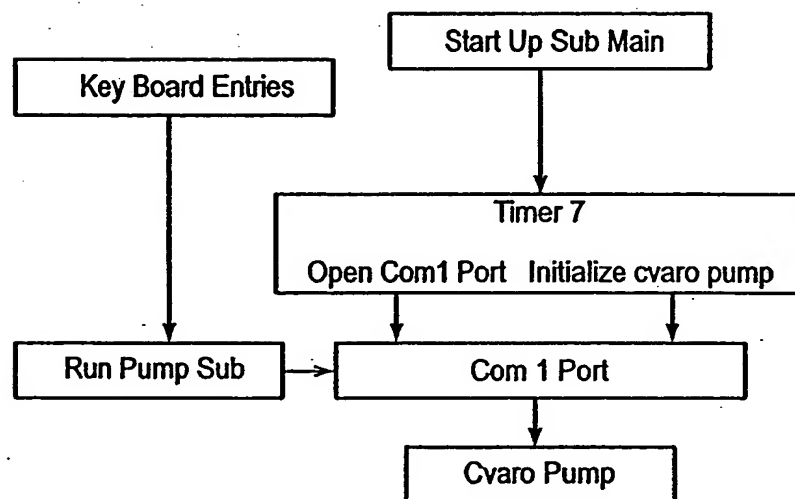 Start Up Sub Main
Key Board Entries
Timer 7
Open Com1 Port Initialize cvaro pump
Run Pump Sub
Com 1 Port
Cvaro Pump